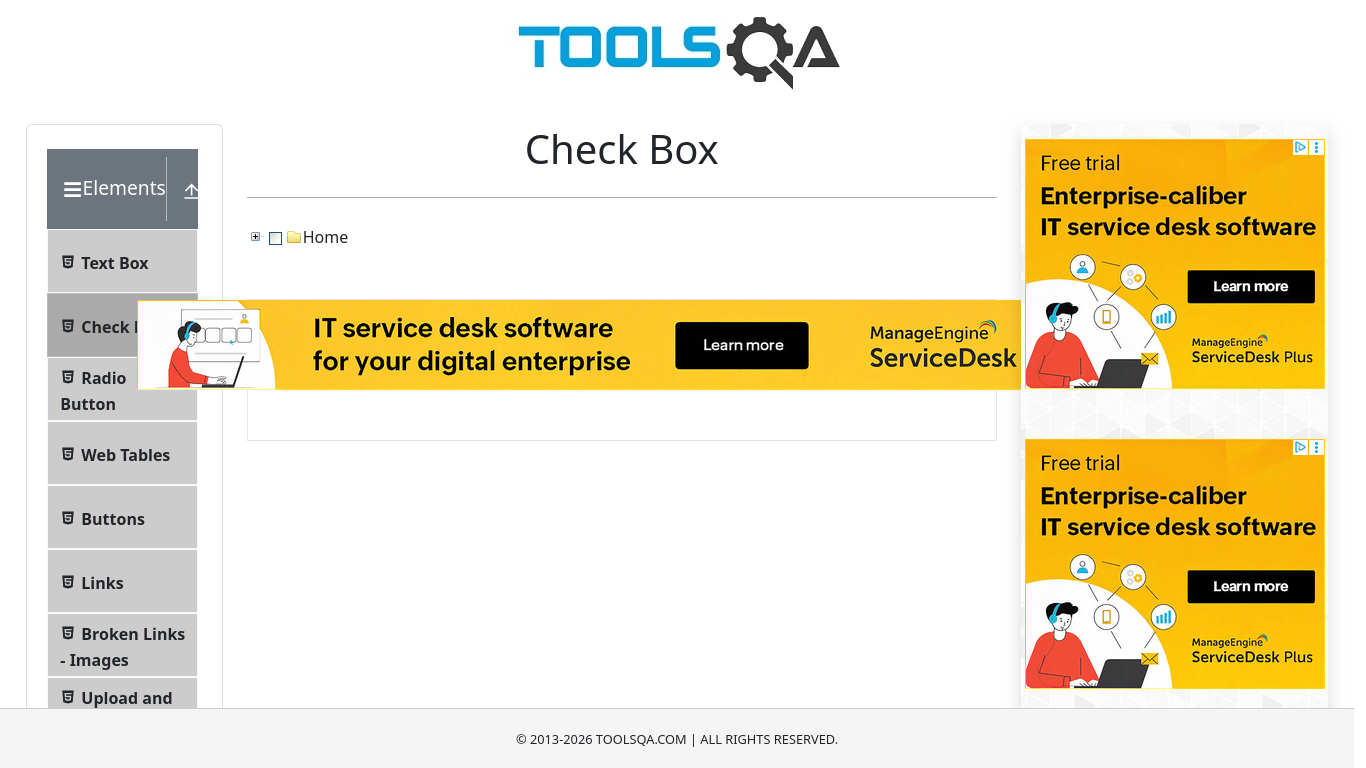 TOOLSQA
Elements
Text Box
Check
Radio
Button
Web Tables
Buttons
Links
Broken Links
- Images
Upload and
Check Box
Home
IT service desk software
for your digital enterprise
Learn more
ManageEngine
ServiceDesk
Free trial
Enterprise-caliber
IT service desk software
Learn more
ManageEngine
ServiceDesk Plus
Free trial
Enterprise-caliber
IT service desk software
Learn more
ManageEngine
ServiceDesk Plus
© 2013-2026 TOOLSQA.COM | ALL RIGHTS RESERVED.